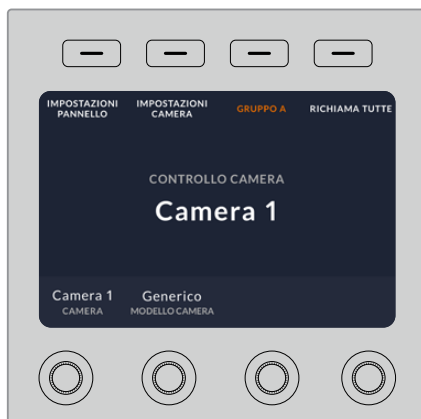 IMPOSTAZIONI PANNELLO
IMPOSTAZIONI CAMERA
GRUPPO A
RICHIAMA TUTTE
CONTROLLO CAMERA
Camera 1
Camera 1
CAMERA
Generico
MODELLO CAMERA